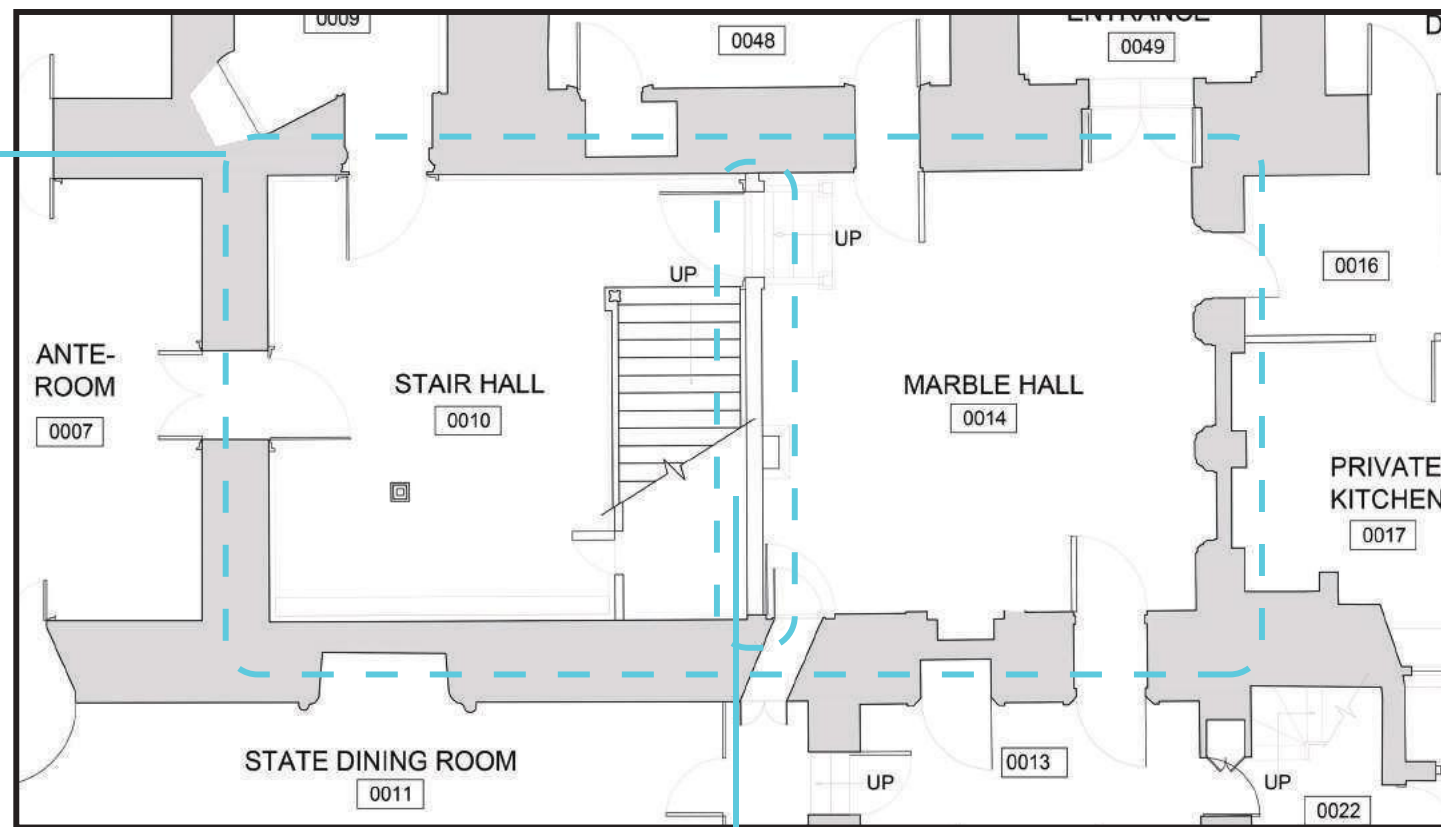 0009
0048
ENTRANCE
0049
D
UP
UP
0016
ANTE-
ROOM
0007
STAIR HALL
0010
MARBLE HALL
0014
PRIVATE
KITCHEN
0017
STATE DINING ROOM
0011
UP
0013
UP
0022